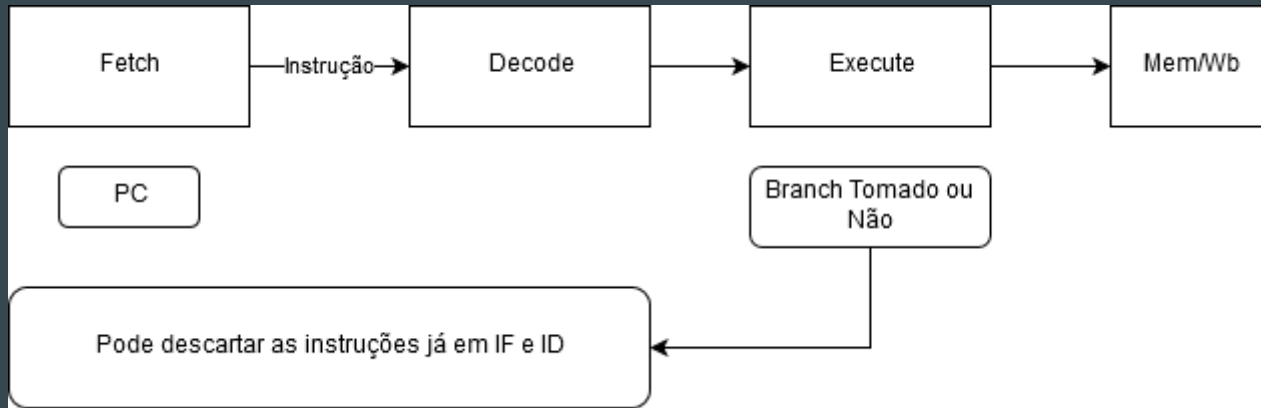 Fetch
Instrução
Decode
Execute
Mem/Wb
PC
Branch Tomado ou
Não
Pode descartar as instruções já em IF e ID